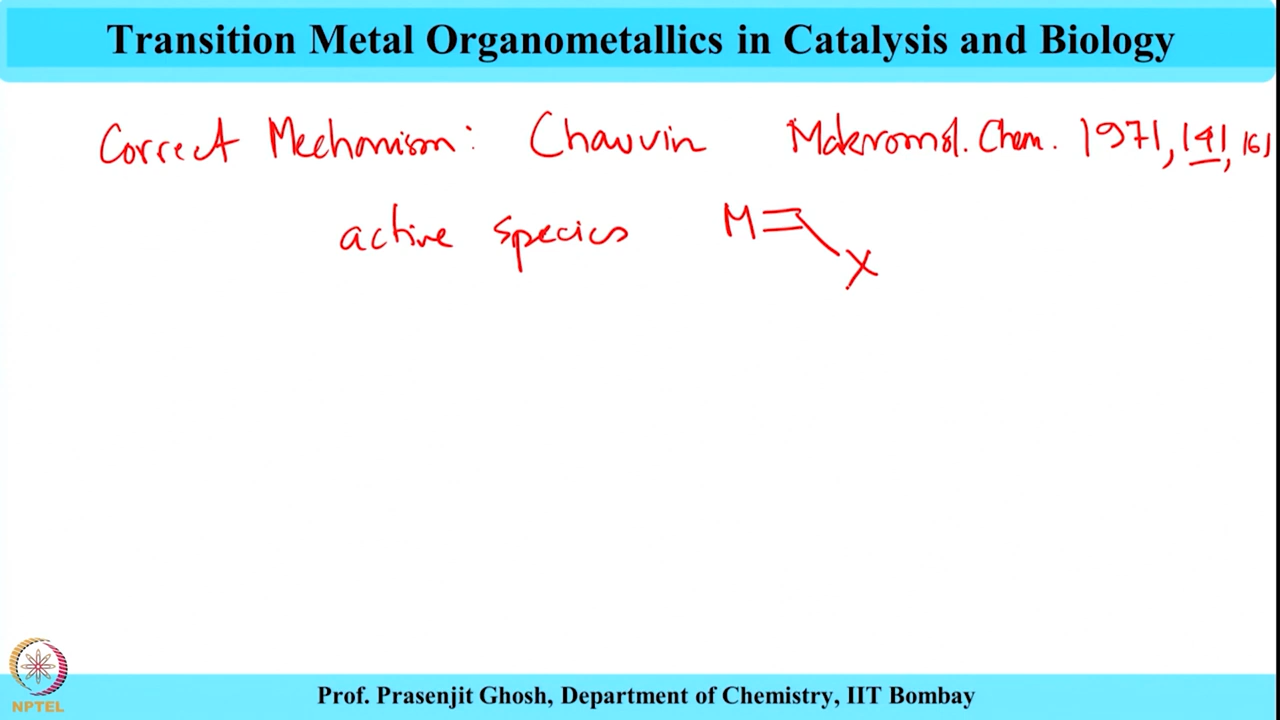 Transition Metal Organometallics in Catalysis and Biology
Correct Mechanism: Chauvin Makromol. Chem. 1971, 141, 161
active species M X
NPTEL
Prof. Prasenjit Ghosh, Department of Chemistry, IIT Bombay